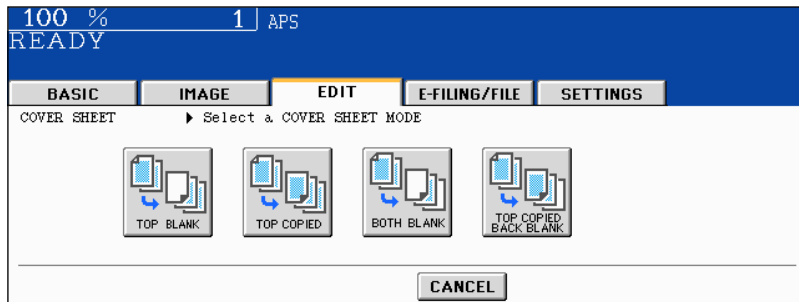 100 % 1 APS
READY
BASIC IMAGE EDIT E-FILING/FILE SETTINGS
COVER SHEET Select a COVER SHEET MODE
TOP BLANK TOP COPIED BOTH BLANK TOP COPIED
BACK BLANK
CANCEL